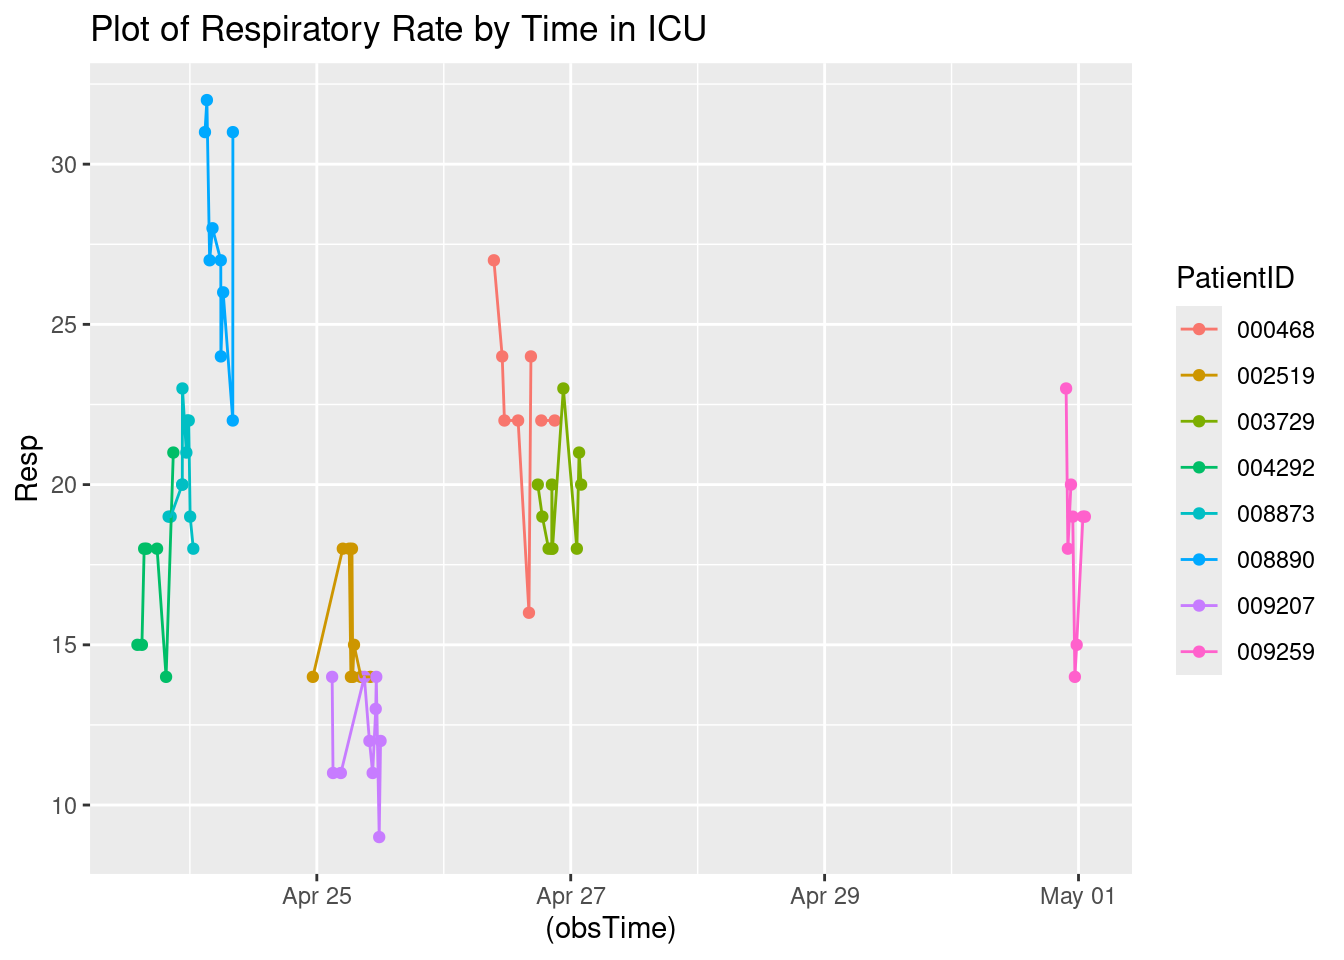 Plot of Respiratory Rate by Time in ICU
Resp
30
25
20
15
10
Apr 25
Apr 27
Apr 29
May 01
(obsTime)
PatientID
000468
002519
003729
004292
008873
008890
009207
009259